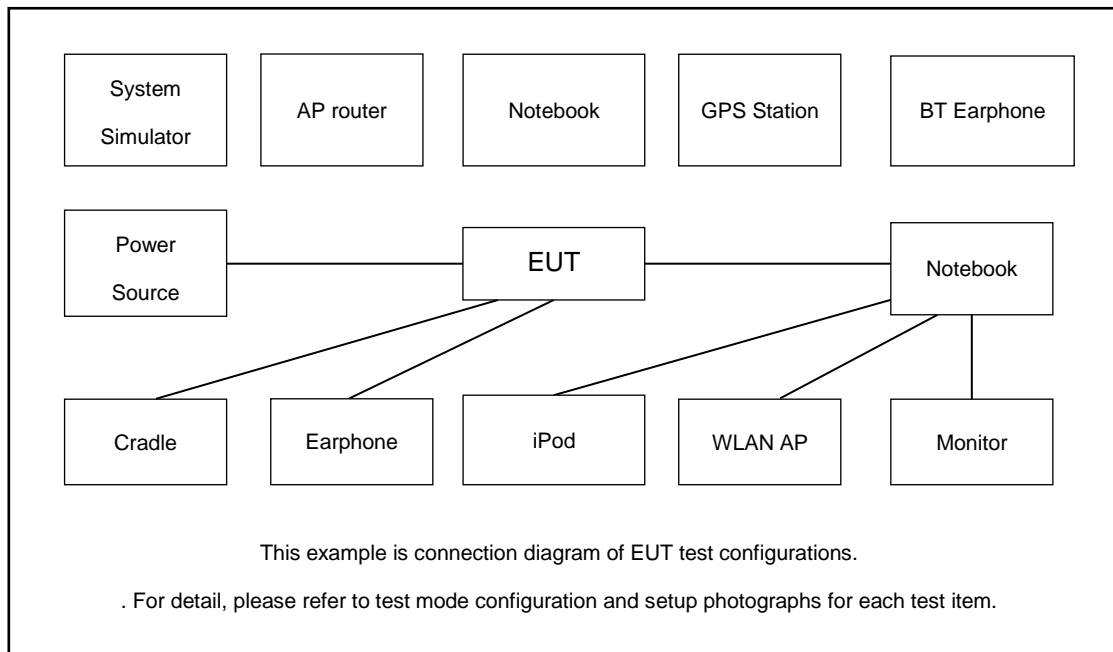 System
Simulator
AP router
Notebook
GPS Station
BT Earphone
Power
Source
EUT
Notebook
Cradle
Earphone
iPod
WLAN AP
Monitor
This example is connection diagram of EUT test configurations.
. For detail, please refer to test mode configuration and setup photographs for each test item.